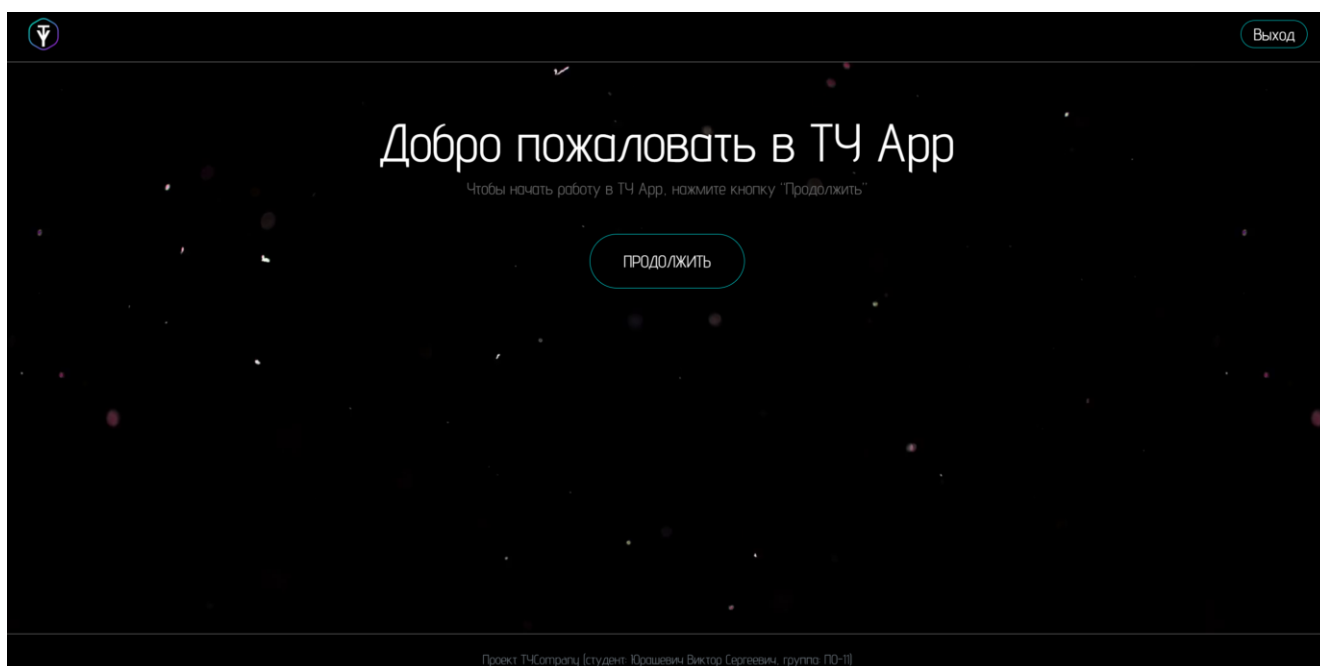 Выход
Добро пожаловать в ТЧ App
Чтобы начать работу в ТЧ App, нажмите кнопку "Продолжить"
ПРОДОЛЖИТЬ
Проект ТЧCompany (студент: Юрашевич Виктор Сергеевич, группа: ПО-11)